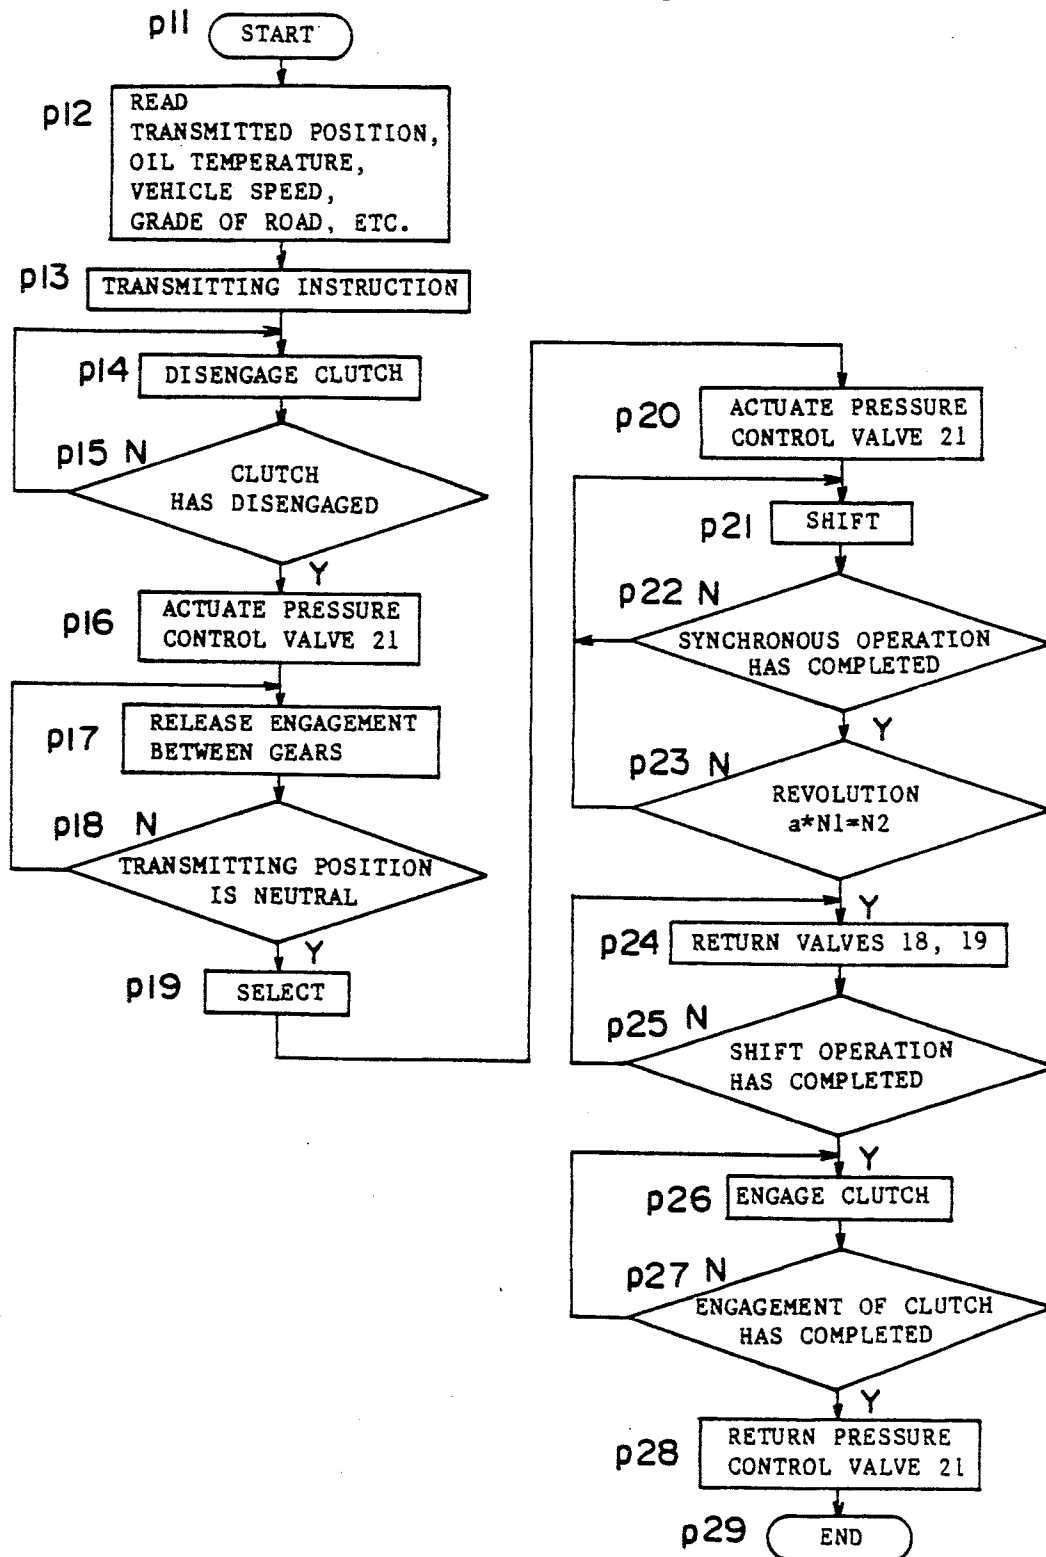 p11
START
p12
READ
TRANSMITTED POSITION,
OIL TEMPERATURE,
VEHICLE SPEED,
GRADE OF ROAD, ETC.
p13
TRANSMITTING INSTRUCTION
p14
DISENGAGE CLUTCH
p15 N
CLUTCH
HAS DISENGAGED
Y
p16
ACTUATE PRESSURE
CONTROL VALVE 21
p17
RELEASE ENGAGEMENT
BETWEEN GEARS
p18 N
TRANSMITTING POSITION
IS NEUTRAL
Y
p19
SELECT
p20
ACTUATE PRESSURE
CONTROL VALVE 21
p21
SHIFT
p22 N
SYNCHRONOUS OPERATION
HAS COMPLETED
Y
p23 N
REVOLUTION
a*N1=N2
Y
p24
RETURN VALVES 18, 19
p25 N
SHIFT OPERATION
HAS COMPLETED
Y
p26
ENGAGE CLUTCH
p27 N
ENGAGEMENT OF CLUTCH
HAS COMPLETED
Y
p28
RETURN PRESSURE
CONTROL VALVE 21
p29
END